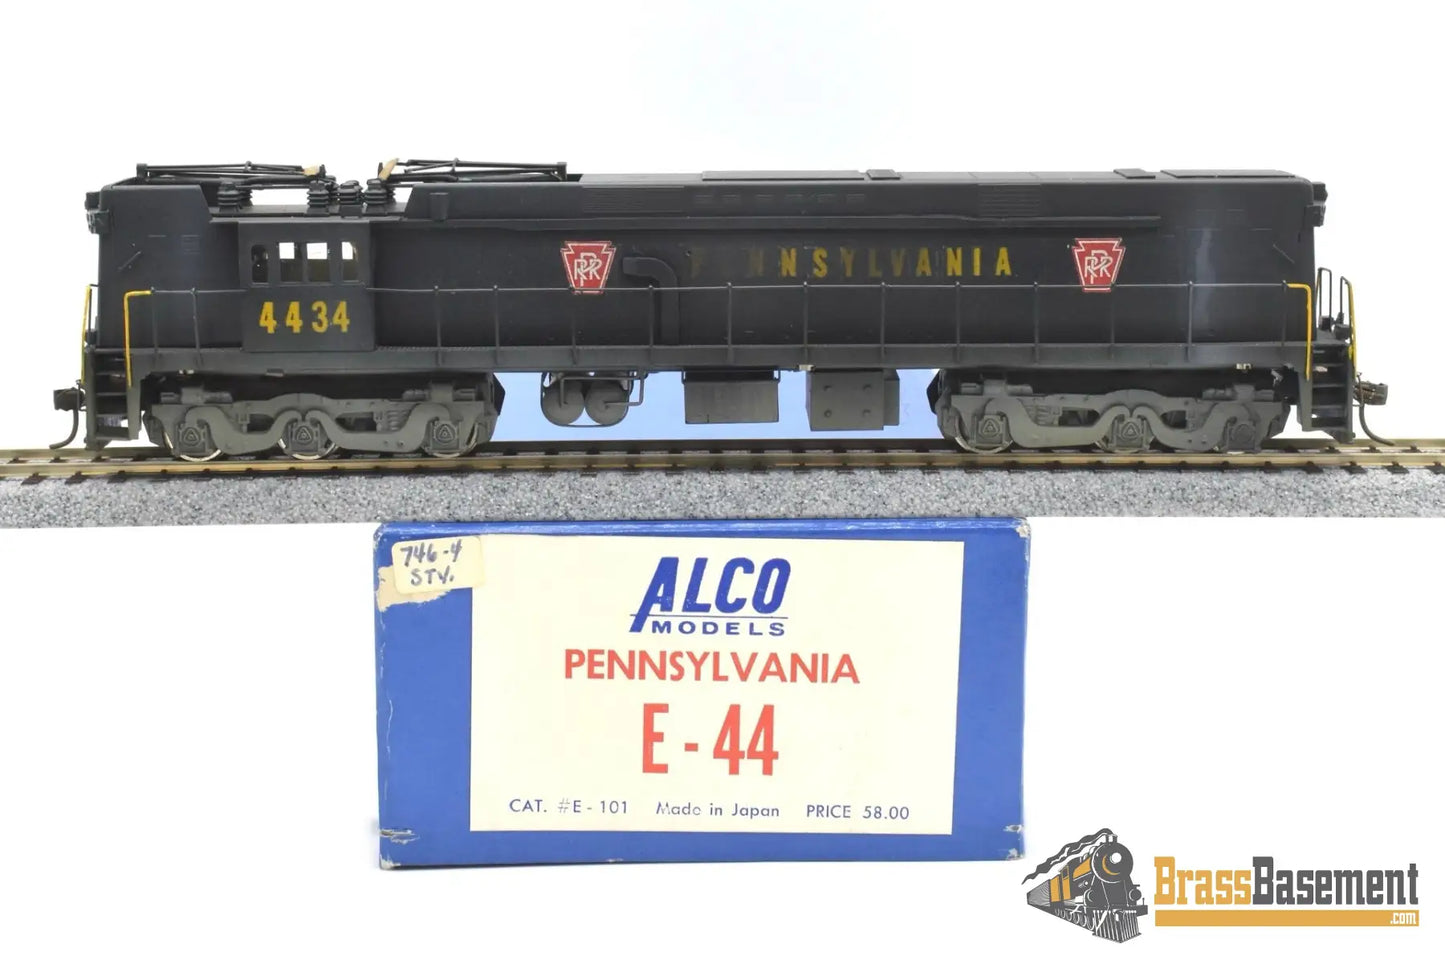 PRR
PENNSYLVANIA
PRR
4434
746-4
STV.
ALCO
MODELS
PENNSYLVANIA
E-44
CAT. #E-101 Made in Japan PRICE 58.00
BrassBasement
.com